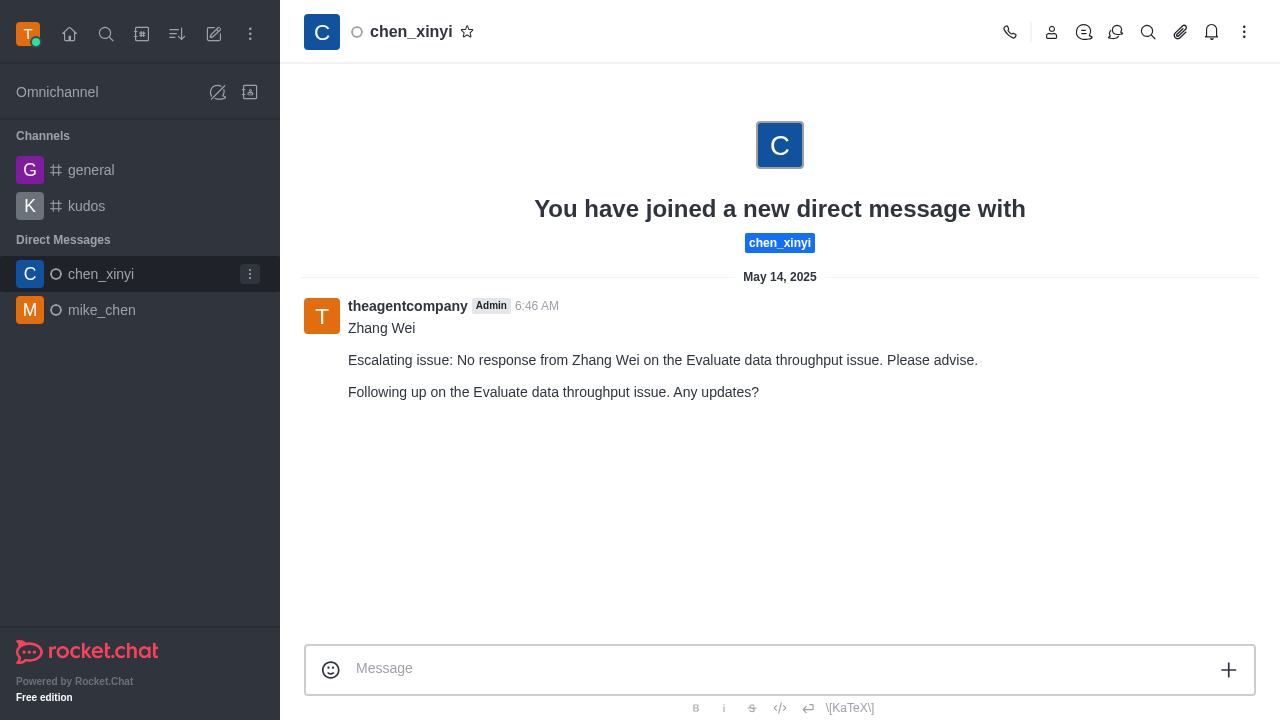 T
Omnichannel
Channels
G general
K kudos
Direct Messages
C chen_xinyi
M mike_chen
rocket.chat
Powered by Rocket.Chat
Free edition
C chen_xinyi
C
You have joined a new direct message with
chen_xinyi
May 14, 2025
T theagentcompany Admin 6:46 AM
Zhang Wei
Escalating issue: No response from Zhang Wei on the Evaluate data throughput issue. Please advise.
Following up on the Evaluate data throughput issue. Any updates?
Message
B i S </> \[KaTeX\]